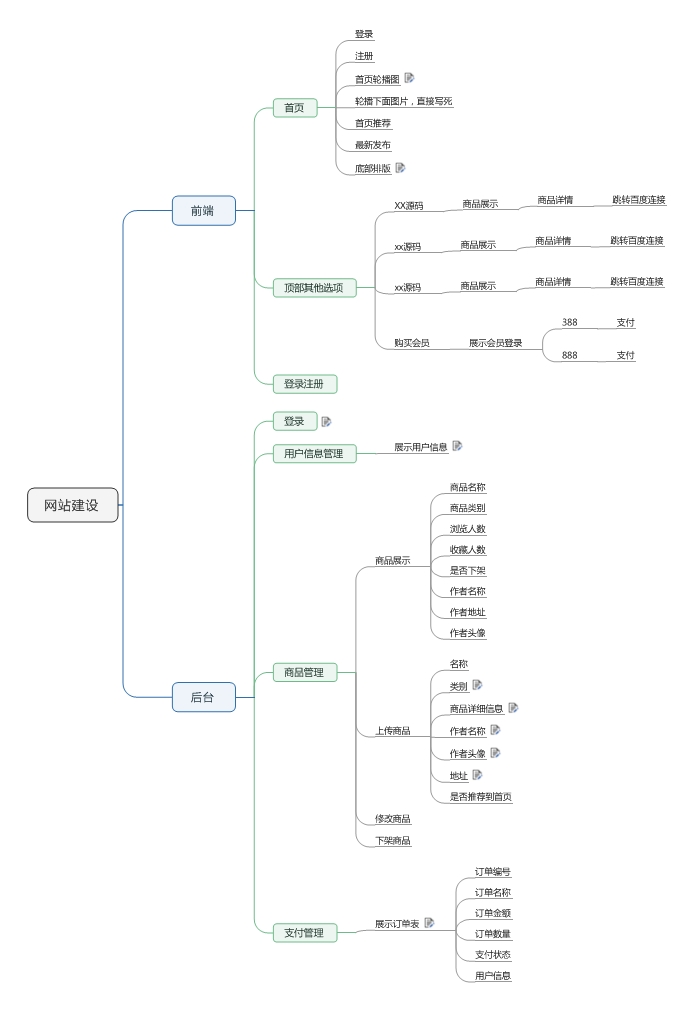 网站建设
前端
首页
登录
注册
首页轮播图
轮播下面图片，直接写死
首页推荐
最新发布
底部排版
顶部其他选项
XX源码
商品展示
商品详情
跳转百度连接
xx源码
商品展示
商品详情
跳转百度连接
xx源码
商品展示
商品详情
跳转百度连接
购买会员
展示会员登录
388
支付
888
支付
登录注册
后台
登录
用户信息管理
展示用户信息
商品管理
商品展示
商品名称
商品类别
浏览人数
收藏人数
是否下架
作者名称
作者地址
作者头像
上传商品
名称
类别
商品详细信息
作者名称
作者头像
地址
是否推荐到首页
修改商品
下架商品
支付管理
展示订单表
订单编号
订单名称
订单金额
订单数量
支付状态
用户信息